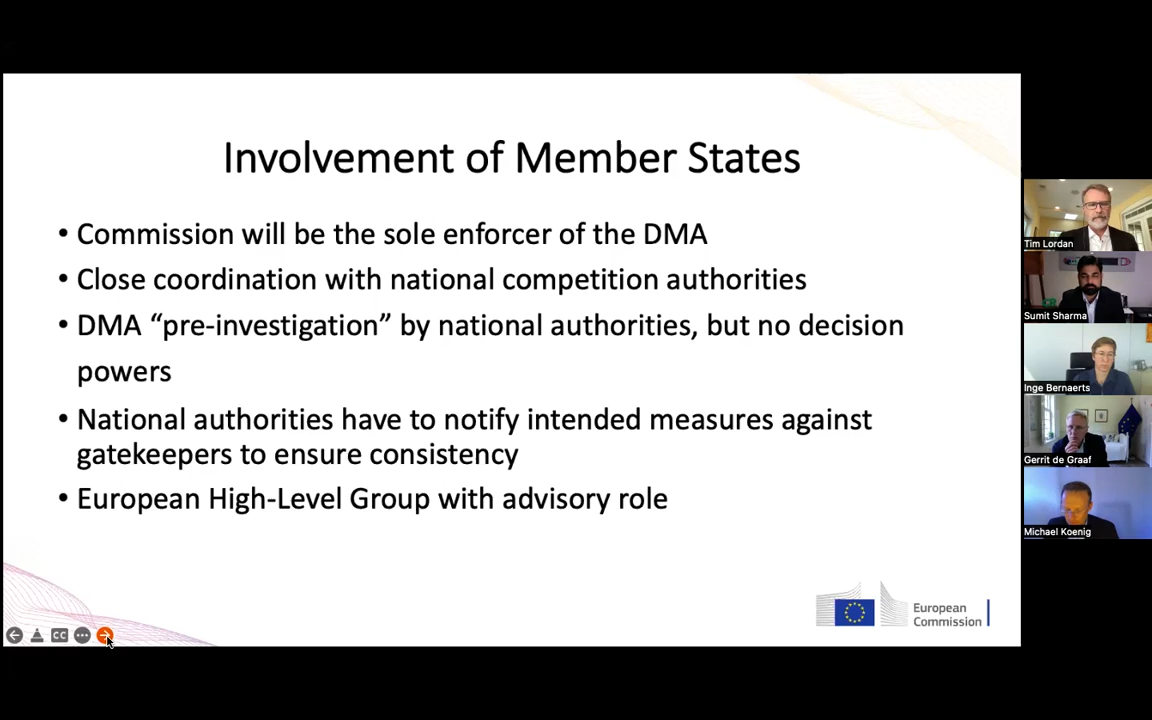 Involvement of Member States
• Commission will be the sole enforcer of the DMA
• Close coordination with national competition authorities
• DMA “pre-investigation” by national authorities, but no decision
powers
• National authorities have to notify intended measures against
gatekeepers to ensure consistency
• European High-Level Group with advisory role
European
Commission
CC
Tim Lordan
Sumit Sharma
Inge Bernaerts
Gerrit de Graaf
Michael Koenig